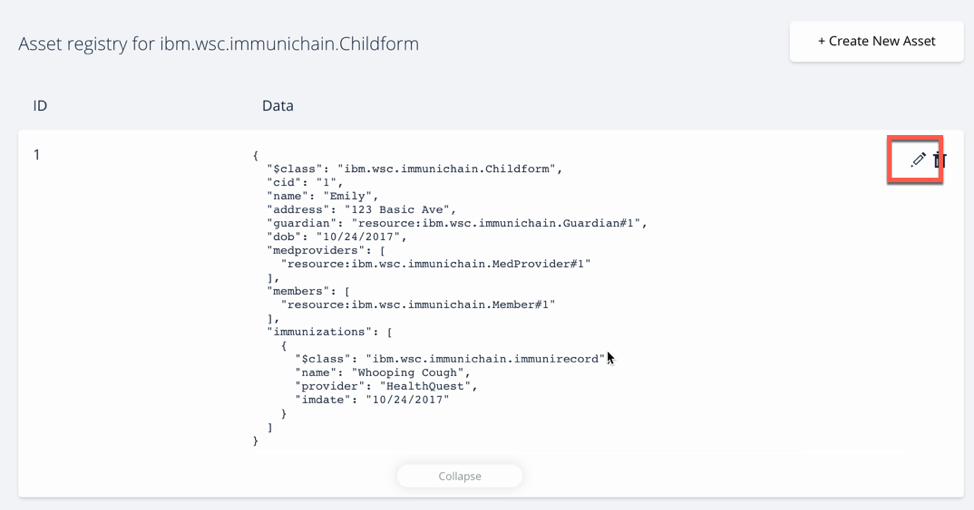 Asset registry for ibm.wsc.immunichain.Childform
+ Create New Asset
ID Data
1
{
"$class": "ibm.wsc.immunichain.Childform",
"cid": "1",
"name": "Emily",
"address": "123 Basic Ave",
"guardian": "resource:ibm.wsc.immunichain.Guardian#1",
"dob": "10/24/2017",
"medproviders": [
"resource:ibm.wsc.immunichain.MedProvider#1"
],
"members": [
"resource:ibm.wsc.immunichain.Member#1"
],
"immunizations": [
{
"$class": "ibm.wsc.immunichain.immunirecord",
"name": "Whooping Cough",
"provider": "HealthQuest",
"imdate": "10/24/2017"
}
]
}
Collapse